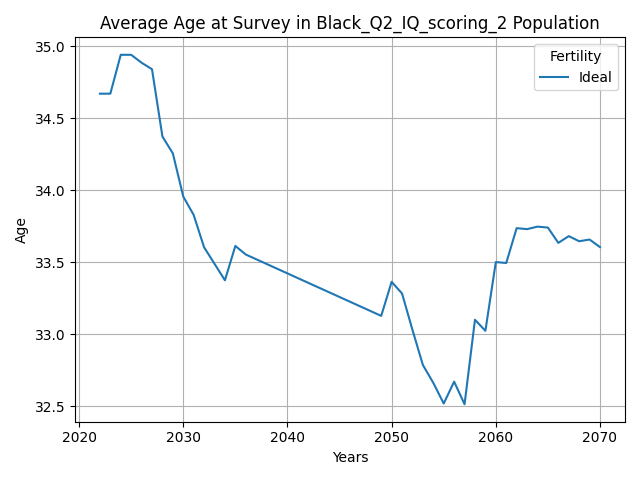 Average Age at Survey in Black_Q2_IQ_scoring_2 Population
Fertility
Ideal
Age
35.0
34.5
34.0
33.5
33.0
32.5
2020 2030 2040 2050 2060 2070
Years